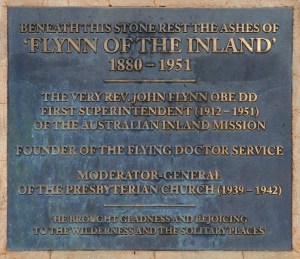 BENEATH THIS STONE REST THE ASHES OF
'FLYNN OF THE INLAND'
1880 – 1951
THE VERY REV. JOHN FLYNN OBE DD
FIRST SUPERINTENDENT (1912 – 1951)
OF THE AUSTRALIAN INLAND MISSION
FOUNDER OF THE FLYING DOCTOR SERVICE
MODERATOR-GENERAL
OF THE PRESBYTERIAN CHURCH (1939 – 1942)
HE BROUGHT GLADNESS AND REJOICING
TO THE WILDERNESS AND THE SOLITARY PLACES